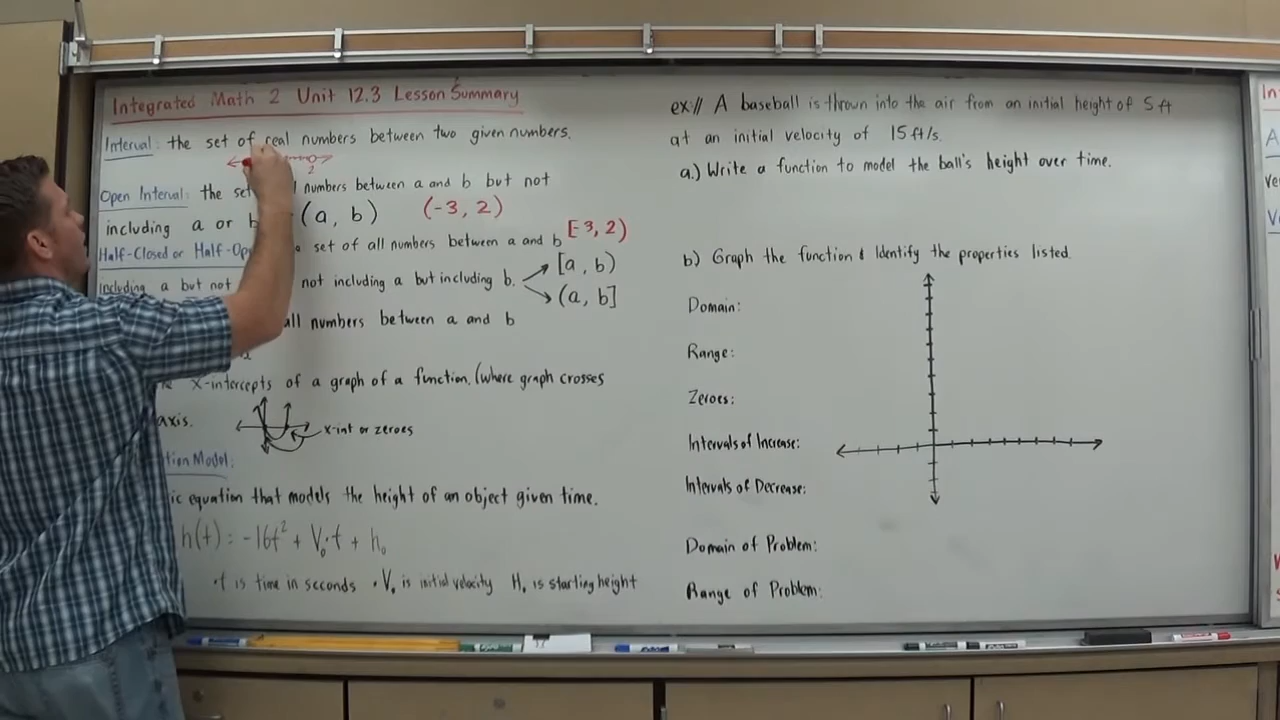 Integrated Math 2 Unit 12.3 Lesson Summary
Interval: the set of real numbers between two given numbers.
2
Open Interval: the set numbers between a and b but not
including a or b (a, b) (-3, 2)
Half-Closed or Half-Op set of all numbers between a and b [-3, 2)
including a but not not including a but including b. [a, b)
(a, b]
all numbers between a and b
x-intercepts of a graph of a function. (where graph crosses
axis. x-int or zeroes
tion Model:
ic equation that models the height of an object given time.
h(t) = -16t² + V₀·t + h₀
·t is time in seconds ·V₀ is initial velocity H₀ is starting height
ex:// A baseball is thrown into the air from an initial height of 5 ft
at an initial velocity of 15 ft/s.
a.) Write a function to model the ball's height over time.
b) Graph the function & Identify the properties listed.
Domain:
Range:
Zeroes:
Intervals of Increase:
Intervals of Decrease:
Domain of Problem:
Range of Problem:
In
A
ve
V